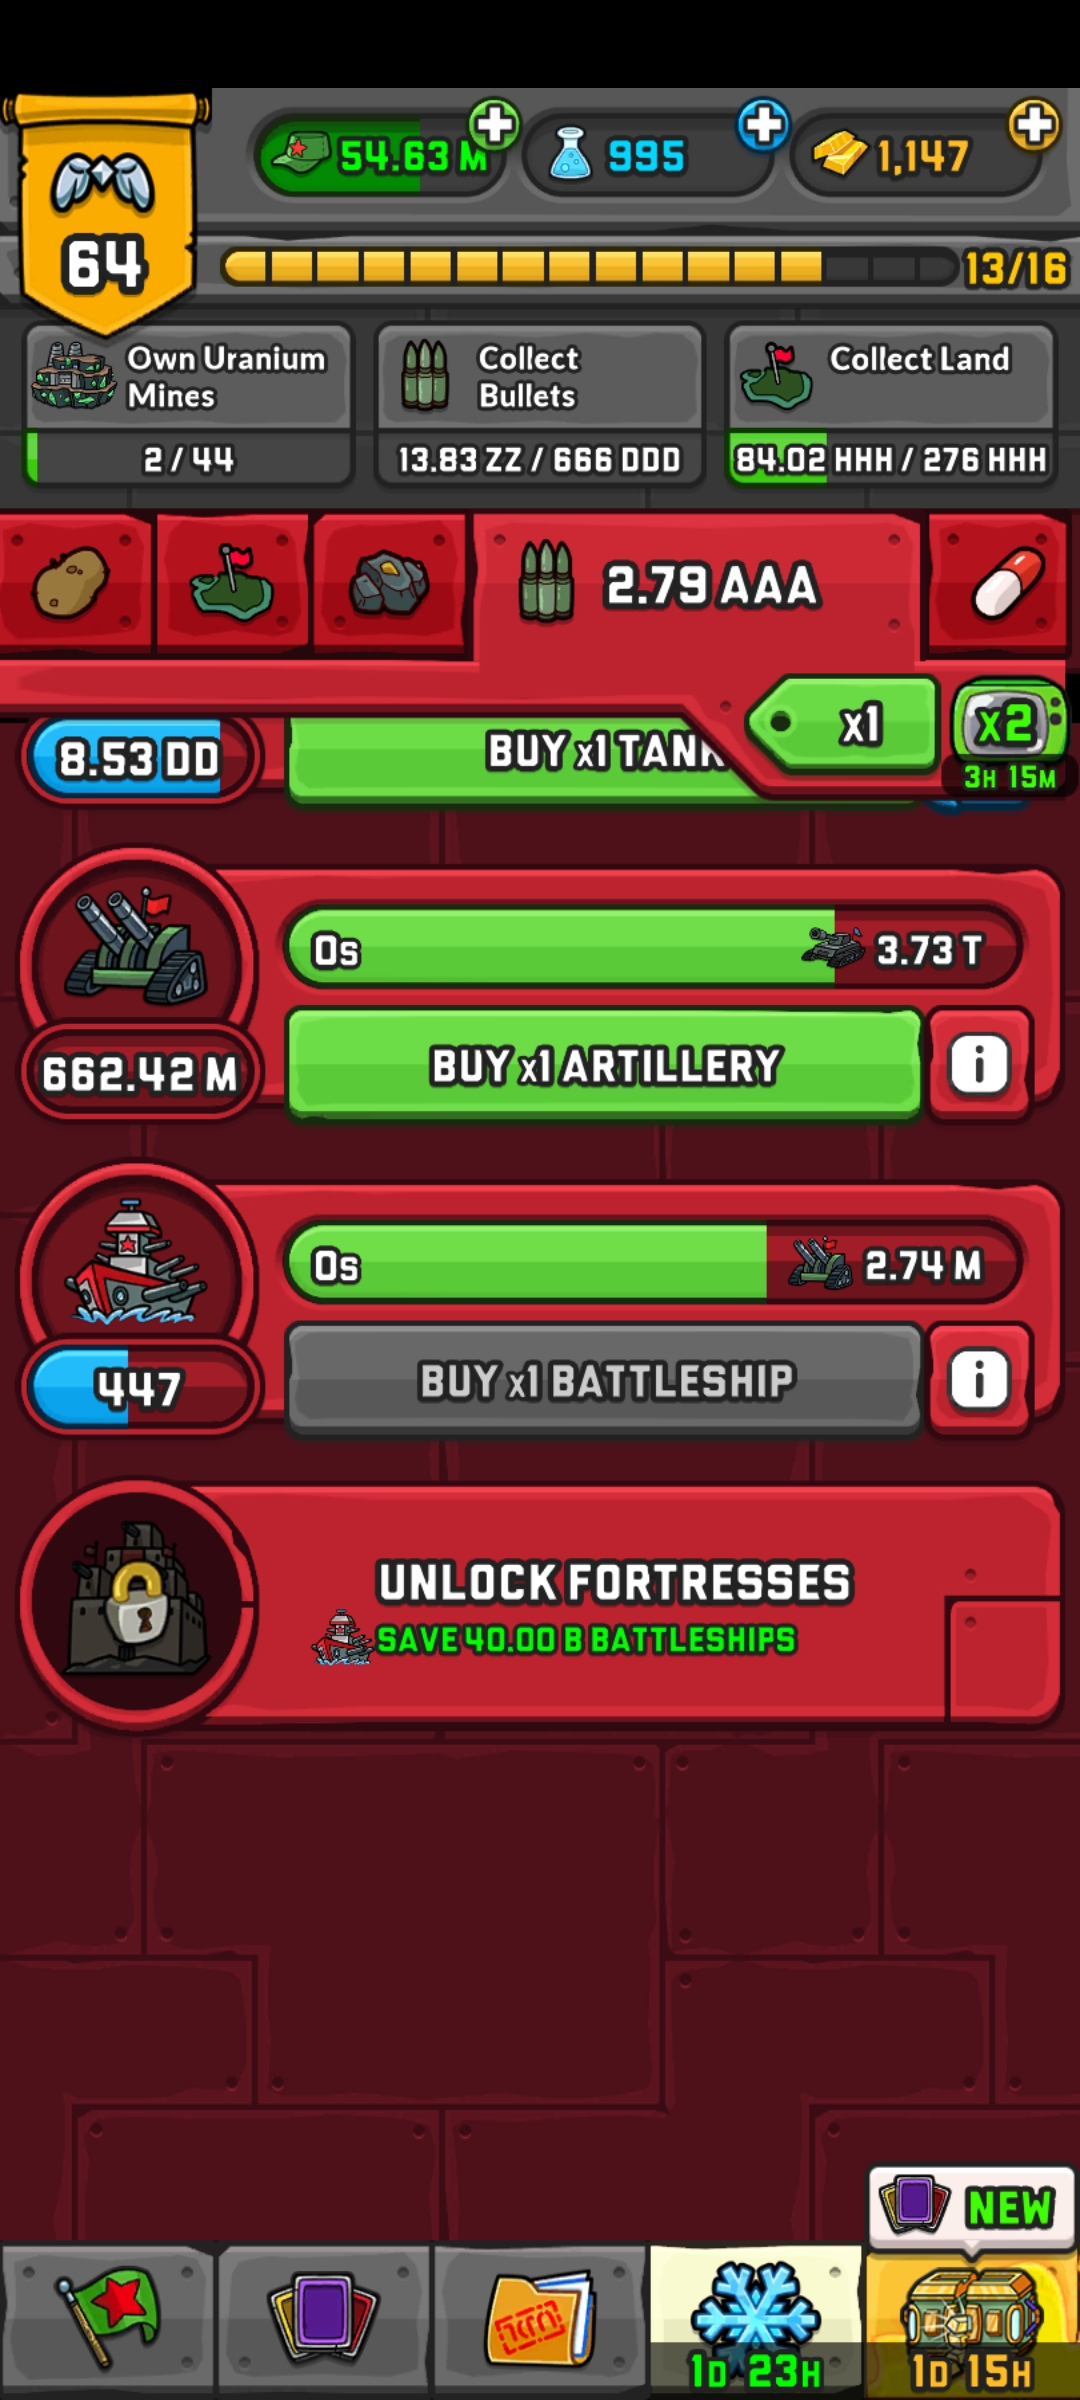 54.63 M
995
1,147
64
13/16
Own Uranium
Mines
2 / 44
Collect
Bullets
13.83 ZZ / 666 DDD
Collect Land
84.02 HHH / 276 HHH
2.79 AAA
x1
x2
3H 15M
8.53 DD
BUY x1 TANK
0s
3.73 T
662.42 M
BUY x1 ARTILLERY
i
0s
2.74 M
447
BUY x1 BATTLESHIP
i
UNLOCK FORTRESSES
SAVE 40.00 B BATTLESHIPS
NEW
1D 23H
1D 15H